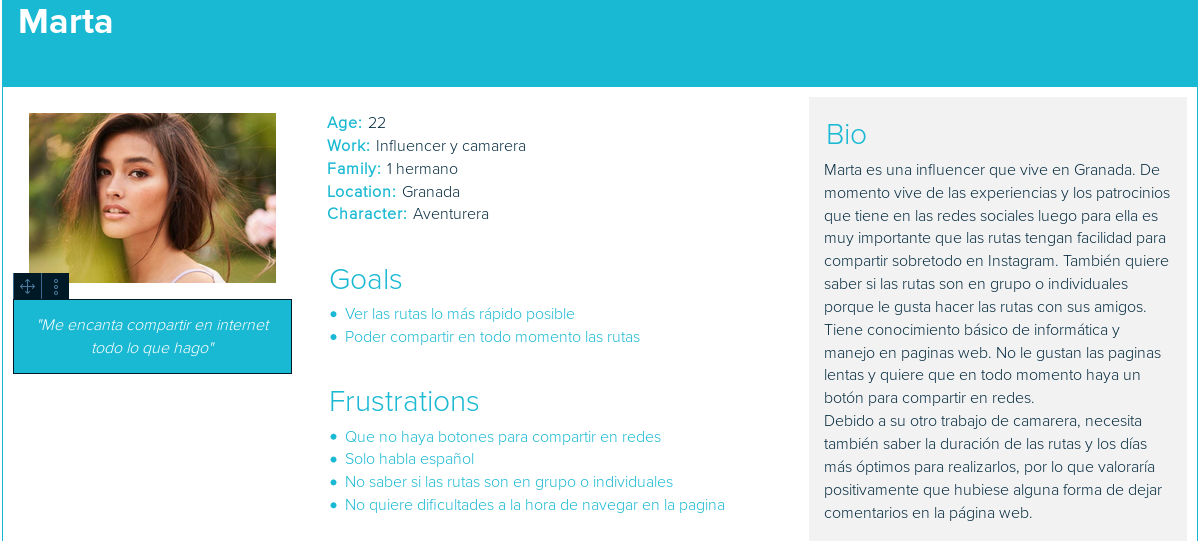 Marta
"Me encanta compartir en internet
todo lo que hago"
Age: 22
Work: Influencer y camarera
Family: 1 hermano
Location: Granada
Character: Aventurera
Goals
• Ver las rutas lo más rápido posible
• Poder compartir en todo momento las rutas
Frustrations
• Que no haya botones para compartir en redes
• Solo habla español
• No saber si las rutas son en grupo o individuales
• No quiere dificultades a la hora de navegar en la pagina
Bio
Marta es una influencer que vive en Granada. De
momento vive de las experiencias y los patrocinios
que tiene en las redes sociales luego para ella es
muy importante que las rutas tengan facilidad para
compartir sobretodo en Instagram. También quiere
saber si las rutas son en grupo o individuales
porque le gusta hacer las rutas con sus amigos.
Tiene conocimiento básico de informática y
manejo en paginas web. No le gustan las paginas
lentas y quiere que en todo momento haya un
botón para compartir en redes.
Debido a su otro trabajo de camarera, necesita
también saber la duración de las rutas y los días
más óptimos para realizarlos, por lo que valoraría
positivamente que hubiese alguna forma de dejar
comentarios en la página web.